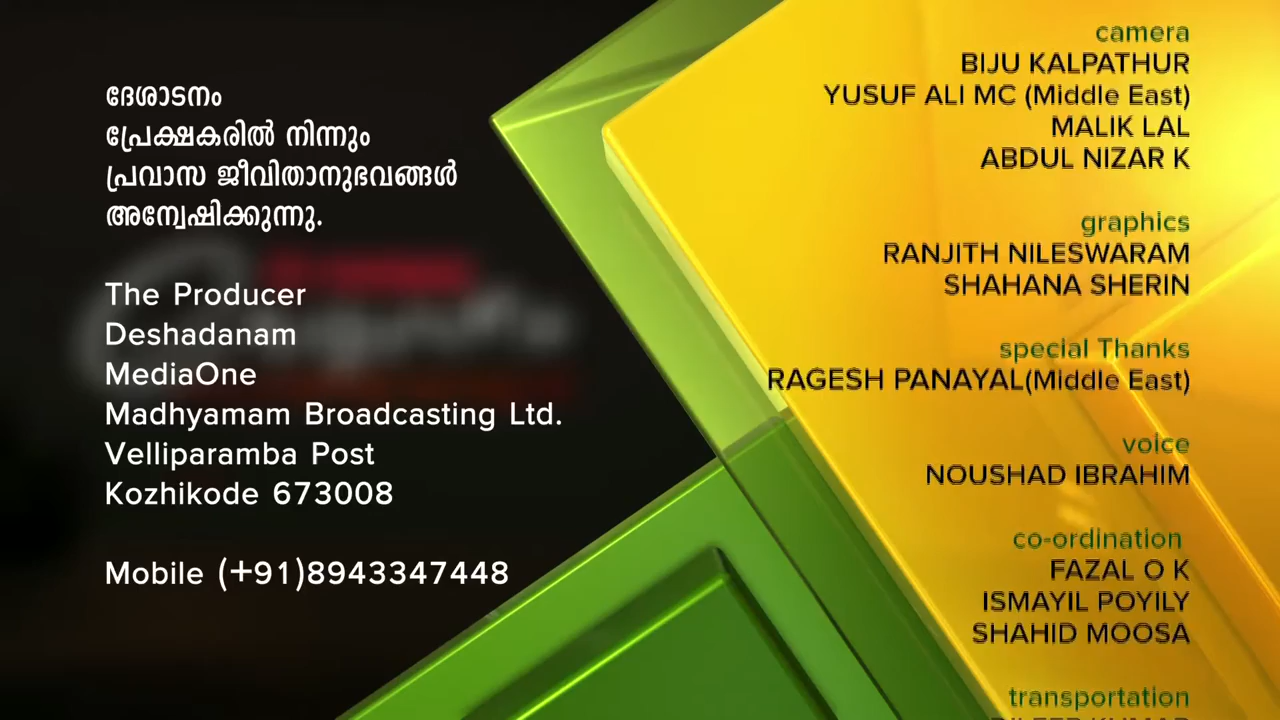 ദേശാടനം
പ്രേക്ഷകരിൽ നിന്നും
പ്രവാസ ജീവിതാനുഭവങ്ങൾ
അന്വേഷിക്കുന്നു.
The Producer
Deshadanam
MediaOne
Madhyamam Broadcasting Ltd.
Velliparamba Post
Kozhikode 673008
Mobile (+91)8943347448
camera
BIJU KALPATHUR
YUSUF ALI MC (Middle East)
MALIK LAL
ABDUL NIZAR K
graphics
RANJITH NILESWARAM
SHAHANA SHERIN
special Thanks
RAGESH PANAYAL(Middle East)
voice
NOUSHAD IBRAHIM
co-ordination
FAZAL O K
ISMAYIL POYILY
SHAHID MOOSA
transportation